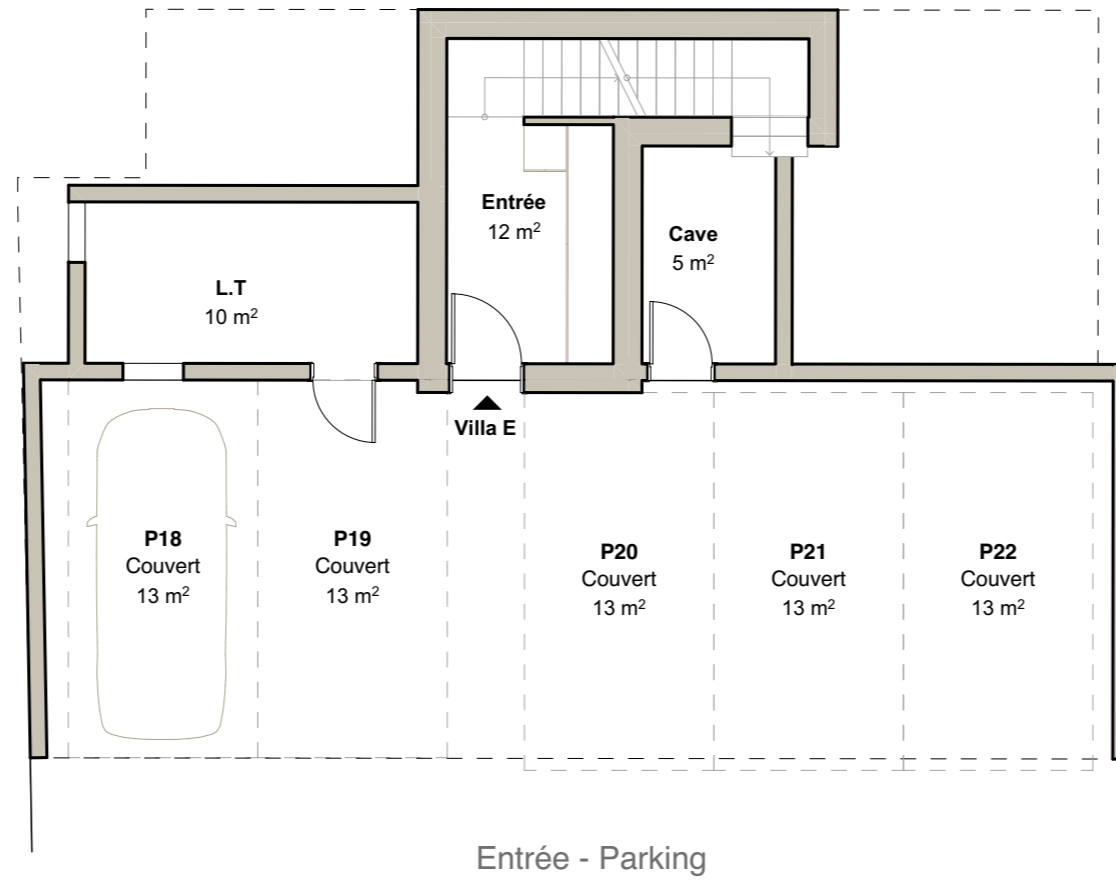 Entrée
12 m²
Cave
5 m²
L.T
10 m²
Villa E
P18
Couvert
13 m²
P19
Couvert
13 m²
P20
Couvert
13 m²
P21
Couvert
13 m²
P22
Couvert
13 m²
Entrée - Parking